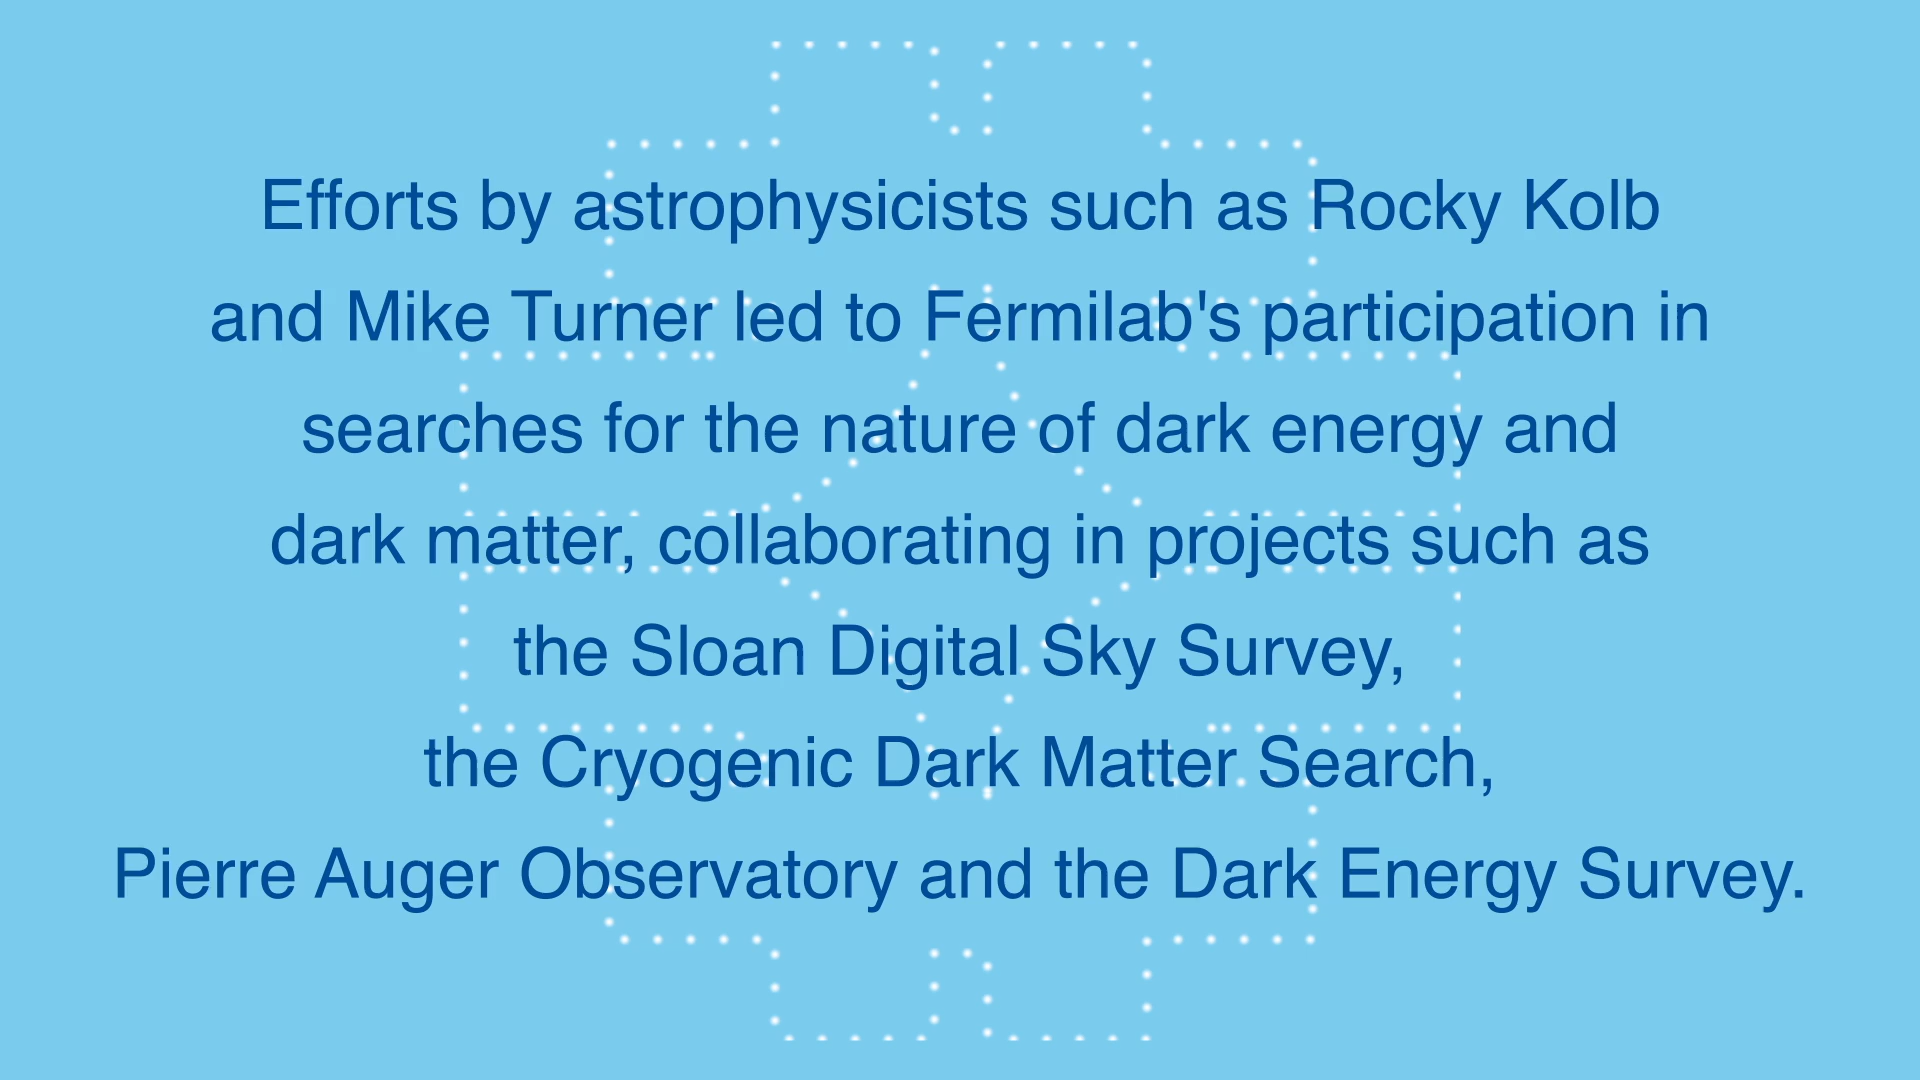 Efforts by astrophysicists such as Rocky Kolb
and Mike Turner led to Fermilab's participation in
searches for the nature of dark energy and
dark matter, collaborating in projects such as
the Sloan Digital Sky Survey,
the Cryogenic Dark Matter Search,
Pierre Auger Observatory and the Dark Energy Survey.